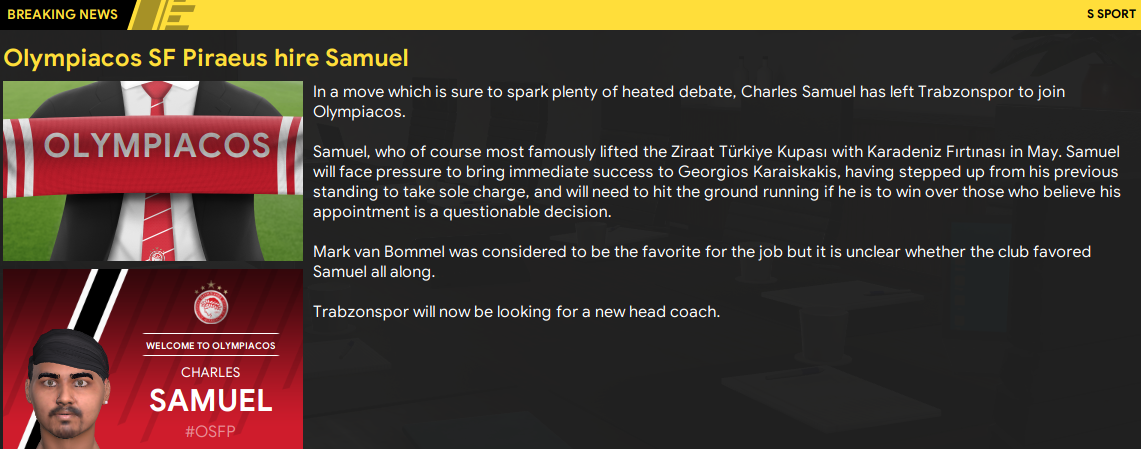 BREAKING NEWS
S SPORT
Olympiacos SF Piraeus hire Samuel
OLYMPIACOS
In a move which is sure to spark plenty of heated debate, Charles Samuel has left Trabzonspor to join
Olympiacos.
Samuel, who of course most famously lifted the Ziraat Türkiye Kupası with Karadeniz Fırtınası in May. Samuel
will face pressure to bring immediate success to Georgios Karaiskakis, having stepped up from his previous
standing to take sole charge, and will need to hit the ground running if he is to win over those who believe his
appointment is a questionable decision.
Mark van Bommel was considered to be the favorite for the job but it is unclear whether the club favored
Samuel all along.
Trabzonspor will now be looking for a new head coach.
WELCOME TO OLYMPIACOS
CHARLES
SAMUEL
#OSFP